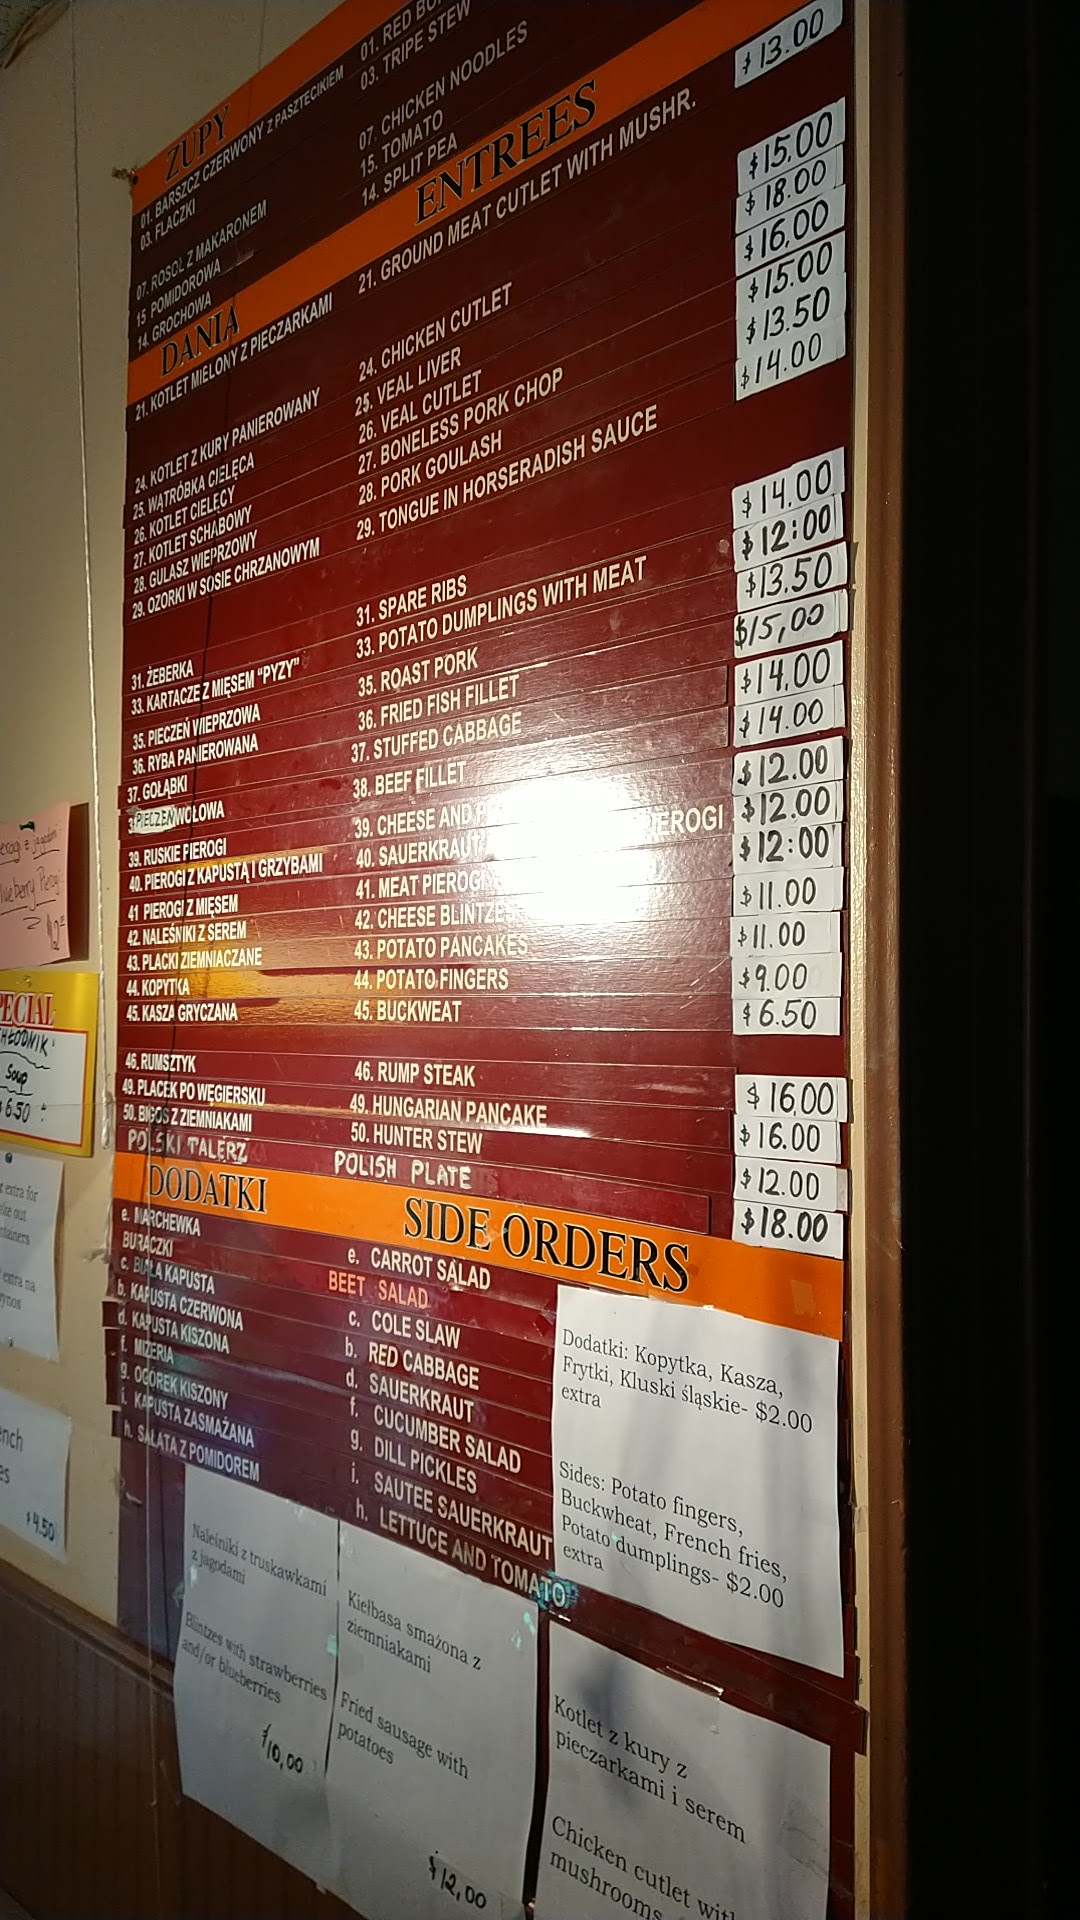 ZUPY
01. BARSZCZ CZERWONY Z PASZTECIKIEM 01. RED
03. FLACZKI 03. TRIPE STEW
07. ROSOL Z MAKARONEM 07. CHICKEN NOODLES
15 POMIDOROWA 15. TOMATO
14. GROCHOWA 14. SPLIT PEA
DANIA ENTREES
21. KOTLET MIELONY Z PIECZARKAMI 21. GROUND MEAT CUTLET WITH MUSHR. $13.00
24. KOTLET Z KURY PANIEROWANY 24. CHICKEN CUTLET $15.00
25. WĄTRÓBKA CIELĘCA 25. VEAL LIVER $18.00
26. KOTLET CIELĘCY 26. VEAL CUTLET $16.00
27. KOTLET SCHABOWY 27. BONELESS PORK CHOP $15.00
28. GULASZ WIEPRZOWY 28. PORK GOULASH $13.50
29. OZORKI W SOSIE CHRZANOWYM 29. TONGUE IN HORSERADISH SAUCE $14.00
31. ŻEBERKA 31. SPARE RIBS $14.00
33. KARTACZE Z MIĘSEM "PYZY" 33. POTATO DUMPLINGS WITH MEAT $12:00
35. PIECZEŃ WIEPRZOWA 35. ROAST PORK $13.50
36. RYBA PANIEROWANA 36. FRIED FISH FILLET $15,00
37. GOŁĄBKI 37. STUFFED CABBAGE $14.00
PIECZEŃ WOŁOWA 38. BEEF FILLET $14.00
39. RUSKIE PIEROGI 39. CHEESE AND PIEROGI $12.00
40. PIEROGI Z KAPUSTĄ I GRZYBAMI 40. SAUERKRAUT $12.00
41 PIEROGI Z MIĘSEM 41. MEAT PIEROGI $12:00
42. NALEŚNIKI Z SEREM 42. CHEESE BLINTZES $11.00
43. PLACKI ZIEMNIACZANE 43. POTATO PANCAKES $11.00
44. KOPYTKA 44. POTATO FINGERS $9.00
45. KASZA GRYCZANA 45. BUCKWEAT $6.50
46. RUMSZTYK 46. RUMP STEAK $16,00
49. PLACEK PO WĘGIERSKU 49. HUNGARIAN PANCAKE $16.00
50. BIGOS Z ZIEMNIAKAMI 50. HUNTER STEW $12.00
POLSKI TALERZ POLISH PLATE $18.00
DODATKI SIDE ORDERS
e. MARCHEWKA e. CARROT SALAD
BURACZKI BEET SALAD
c. BIAŁA KAPUSTA c. COLE SLAW
b. KAPUSTA CZERWONA b. RED CABBAGE
d. KAPUSTA KISZONA d. SAUERKRAUT
f. MIZERIA f. CUCUMBER SALAD
g. OGÓREK KISZONY g. DILL PICKLES
i. KAPUSTA ZASMAŻANA i. SAUTEE SAUERKRAUT
h. SAŁATA Z POMIDOREM h. LETTUCE AND TOMATO
Dodatki: Kopytka, Kasza,
Frytki, Kluski śląskie- $2.00
extra
Sides: Potato fingers,
Buckwheat, French fries,
Potato dumplings- $2.00
extra
Naleśniki z truskawkami
z jagodami
Blintzes with strawberries
and/or blueberries
$10,00
Kiełbasa smażona z
ziemniakami
Fried sausage with
potatoes
$12,00
Kotlet z kury z
pieczarkami i serem
Chicken cutlet with
mushrooms
SPECIAL
CHŁODNIK
Soup
$6.50
Blueberry Pierogi
extra for
extra na
$4.50